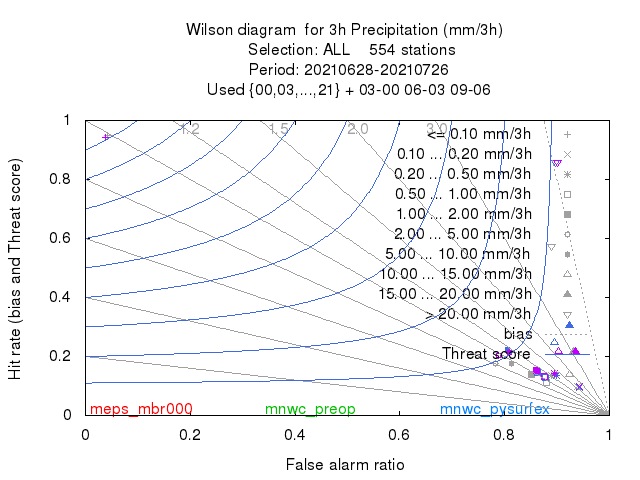 Wilson diagram  for 3h Precipitation (mm/3h)
Selection: ALL    554 stations
Period: 20210628-20210726
Used {00,03,...,21} + 03-00 06-03 09-06
1.2 1.5 2.0 3.0
<= 0.10 mm/3h
0.10 ... 0.20 mm/3h
0.20 ... 0.50 mm/3h
0.50 ... 1.00 mm/3h
1.00 ... 2.00 mm/3h
2.00 ... 5.00 mm/3h
5.00 ... 10.00 mm/3h
10.00 ... 15.00 mm/3h
15.00 ... 20.00 mm/3h
> 20.00 mm/3h
bias
Threat score
1
0.8
0.6
0.4
0.2
0
Hit rate (bias and Threat score)
meps_mbr000 mnwc_preop mnwc_pysurfex
0 0.2 0.4 0.6 0.8 1
False alarm ratio